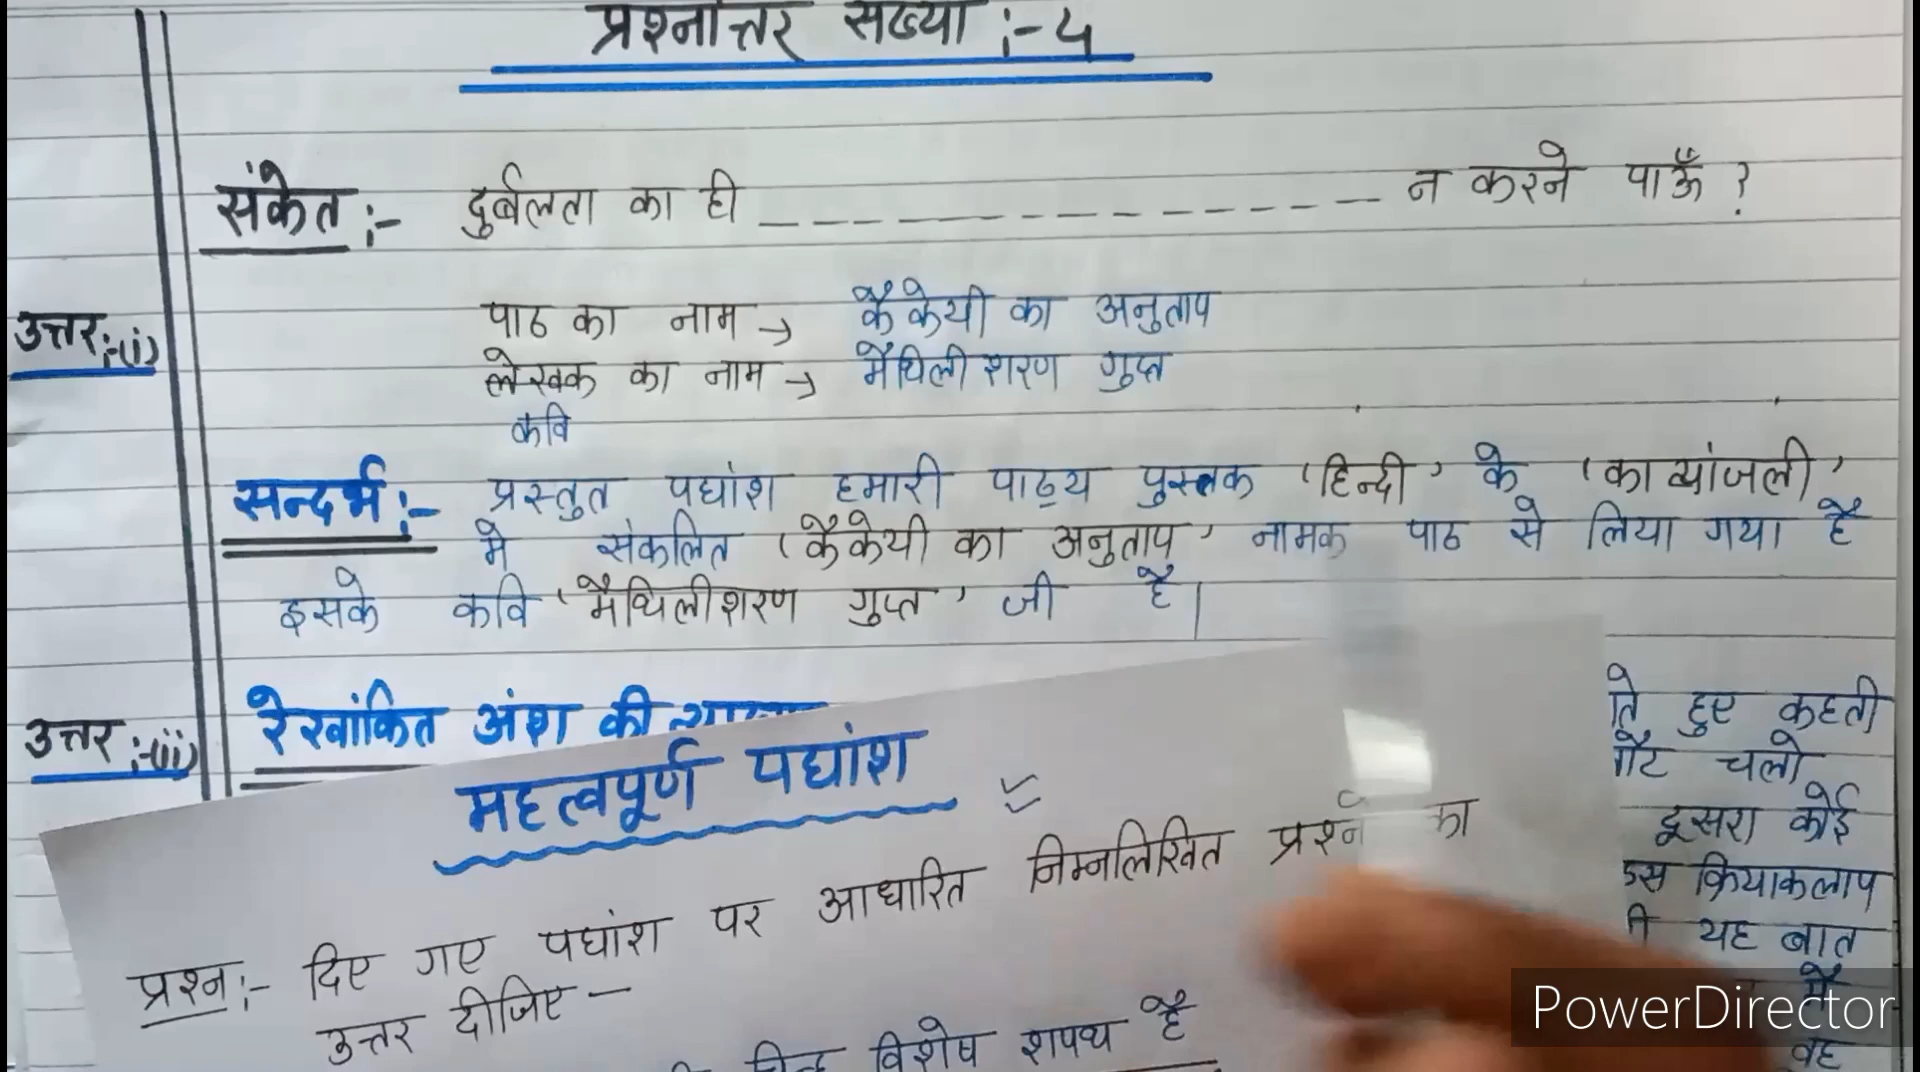 प्रश्नोत्तर संख्या :- 4
संकेत :- दुर्बलता का ही _ _ _ _ _ _ _ _ _ _ _ _ _ _ न करने पाऊँ ?
उत्तर :-(i)
पाठ का नाम → कैकेयी का अनुताप
लेखक का नाम → मैथिलीशरण गुप्त
कवि
सन्दर्भ :- प्रस्तुत पद्यांश हमारी पाठ्य पुस्तक 'हिन्दी' के 'काव्यांजली'
मे संकलित 'कैकेयी का अनुताप' नामक पाठ से लिया गया है
इसके कवि 'मैथिलीशरण गुप्त' जी है।
उत्तर :-(ii) रेखांकित अंश की
ते हुए कहती
चलो
दूसरा कोई
क्रियाकलाप
यह बात
मै
वह
महत्वपूर्ण पद्यांश
प्रश्न :- दिए गए पद्यांश पर आधारित निम्नलिखित प्रश्न का
उत्तर दीजिए -
विशेष शपथ है
PowerDirector